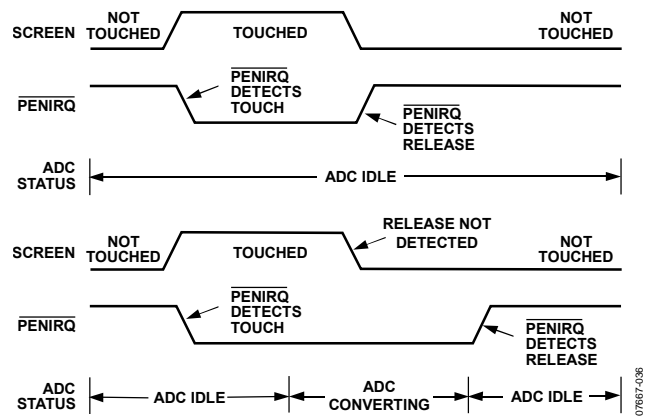 SCREEN
NOT
TOUCHED
TOUCHED
NOT
TOUCHED
PENIRQ
PENIRQ
DETECTS
TOUCH
PENIRQ
DETECTS
RELEASE
ADC
STATUS
ADC IDLE
SCREEN
NOT
TOUCHED
TOUCHED
RELEASE NOT
DETECTED
NOT
TOUCHED
PENIRQ
PENIRQ
DETECTS
TOUCH
PENIRQ
DETECTS
RELEASE
ADC
STATUS
ADC IDLE
ADC
CONVERTING
ADC IDLE
07667-036